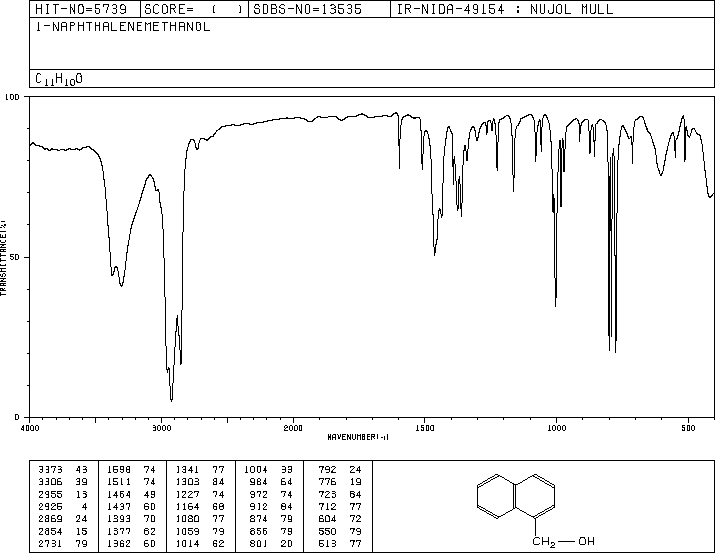 HIT-NO=5739 SCORE= ( ) SDBS-NO=13535 IR-NIDA-49154 : NUJOL MULL
1-NAPHTHALENEMETHANOL
C11H10O
100
50
0
TRANSMITTANCE(%)
4000 3000 2000 1500 1000 500
WAVENUMBER(-1)
3373 43 1598 74 1341 77 1004 33 792 24
3306 39 1511 74 1303 84 984 64 776 19
2955 13 1464 49 1227 74 972 74 723 84
2925 4 1437 60 1164 68 912 84 712 77
2869 24 1393 70 1080 77 874 79 604 72
2854 15 1377 62 1059 79 856 79 550 79
2731 79 1362 60 1014 62 801 20 513 77
CH2 OH